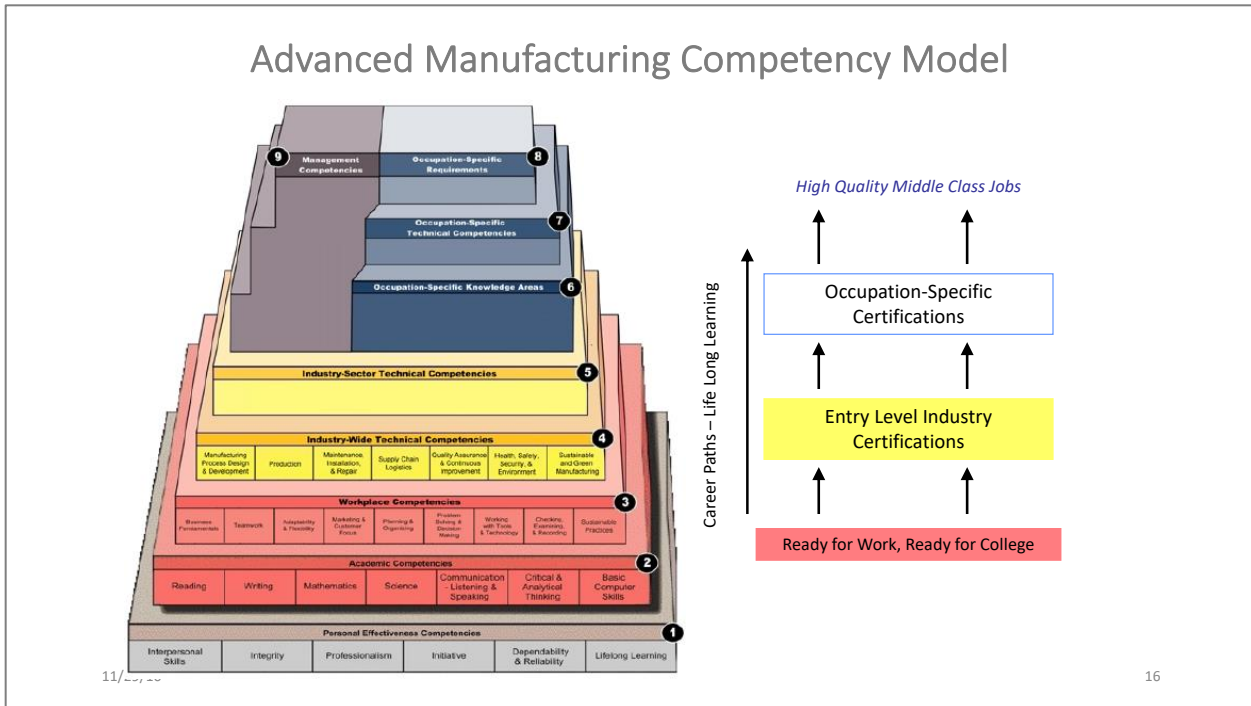 Advanced Manufacturing Competency Model
9
Management
Competencies
Occupation-Specific
Requirements
8
Occupation-Specific
Technical Competencies
7
Occupation-Specific Knowledge Areas
6
Industry-Sector Technical Competencies
5
Industry-Wide Technical Competencies
4
Manufacturing
Process Design
& Development
Production
Maintenance,
Installation,
& Repair
Supply Chain
Logistics
Quality Assurance
& Continuous
Improvement
Health, Safety,
Security, &
Environment
Sustainable
and Green
Manufacturing
Workplace Competencies
3
Business
Fundamentals
Teamwork
Adaptability
& Flexibility
Marketing &
Customer
Focus
Planning &
Organizing
Problem
Solving &
Decision
Making
Working
with Tools
& Technology
Checking,
Examining,
& Recording
Sustainable
Practices
Academic Competencies
2
Reading
Writing
Mathematics
Science
Communication
- Listening &
Speaking
Critical &
Analytical
Thinking
Basic
Computer
Skills
Personal Effectiveness Competencies
1
Interpersonal
Skills
Integrity
Professionalism
Initiative
Dependability
& Reliability
Lifelong Learning
High Quality Middle Class Jobs
Occupation-Specific
Certifications
Entry Level Industry
Certifications
Ready for Work, Ready for College
Career Paths – Life Long Learning
16